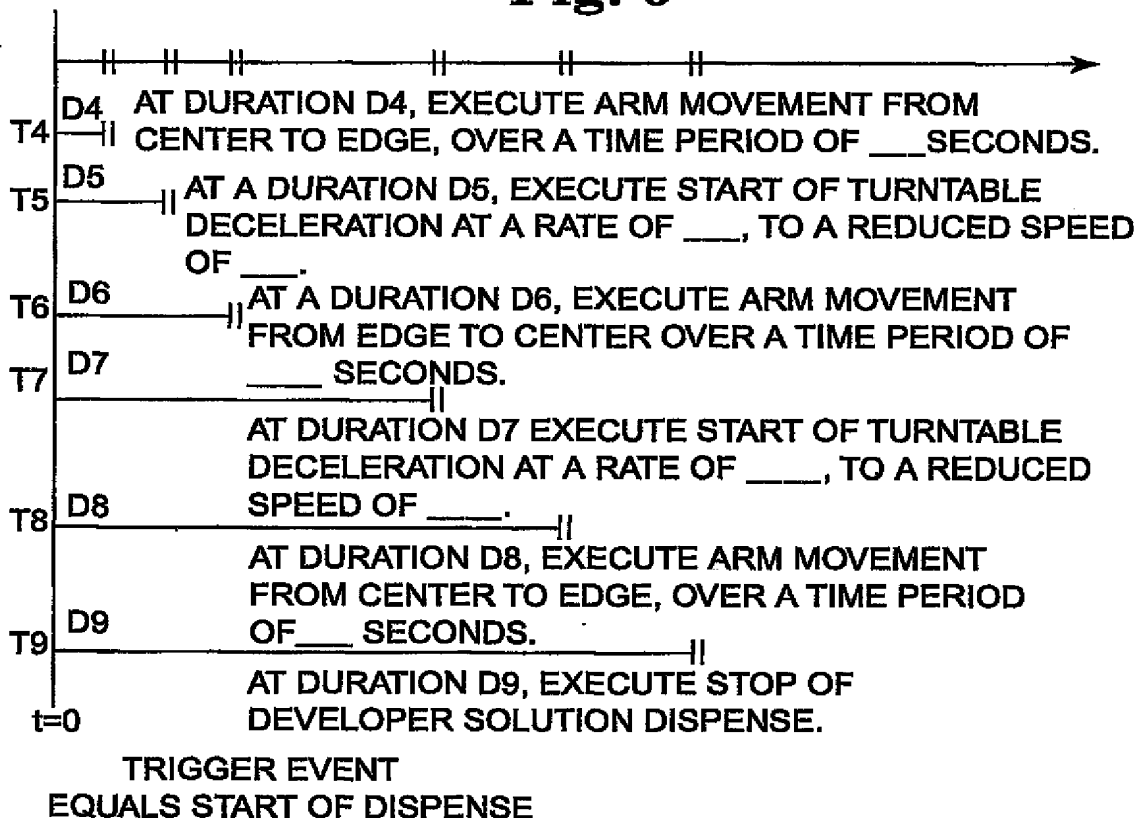 D4 AT DURATION D4, EXECUTE ARM MOVEMENT FROM
T4 CENTER TO EDGE, OVER A TIME PERIOD OF ___SECONDS.
D5
T5 AT A DURATION D5, EXECUTE START OF TURNTABLE
DECELERATION AT A RATE OF ___, TO A REDUCED SPEED
OF ___.
T6 D6 AT A DURATION D6, EXECUTE ARM MOVEMENT
FROM EDGE TO CENTER OVER A TIME PERIOD OF
T7 D7 ____ SECONDS.
AT DURATION D7 EXECUTE START OF TURNTABLE
DECELERATION AT A RATE OF ____, TO A REDUCED
T8 D8 SPEED OF ____.
AT DURATION D8, EXECUTE ARM MOVEMENT
FROM CENTER TO EDGE, OVER A TIME PERIOD
T9 D9 OF___ SECONDS.
AT DURATION D9, EXECUTE STOP OF
t=0 DEVELOPER SOLUTION DISPENSE.
TRIGGER EVENT
EQUALS START OF DISPENSE